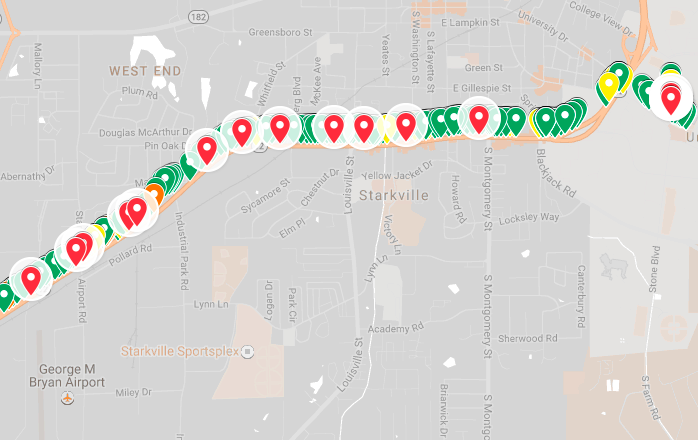 182
College View Dr
University Dr
E Lampkin St
Greensboro St
S Washington St
S Lafayette St
Yeates St
McKee Ave
Mallory Ln
WEST END
Whitfield St
Green St
Plum Rd
E Gillespie St
Douglas McArthur Dr
Pin Oak
Abernathy Dr
Yellow Jacket Dr
Chestnut Dr
Sycamore St
Louisville St
Starkville
Howard Rd
S Montgomery St
Blackjack Rd
Industrial Park Rd
Elm Pl
Victory Ln
Locksley Way
Pollard Rd
Lynn Ln
Stone Blvd
Airport Rd
Canterbury Rd
Lynn Ln
Logan Dr
Park Cir
S Montgomery St
Academy Rd
Sherwood Rd
Starkville Sportsplex
Louisville St
George M
Bryan Airport
Miley Dr
Briarwick Dr
S Farm Rd